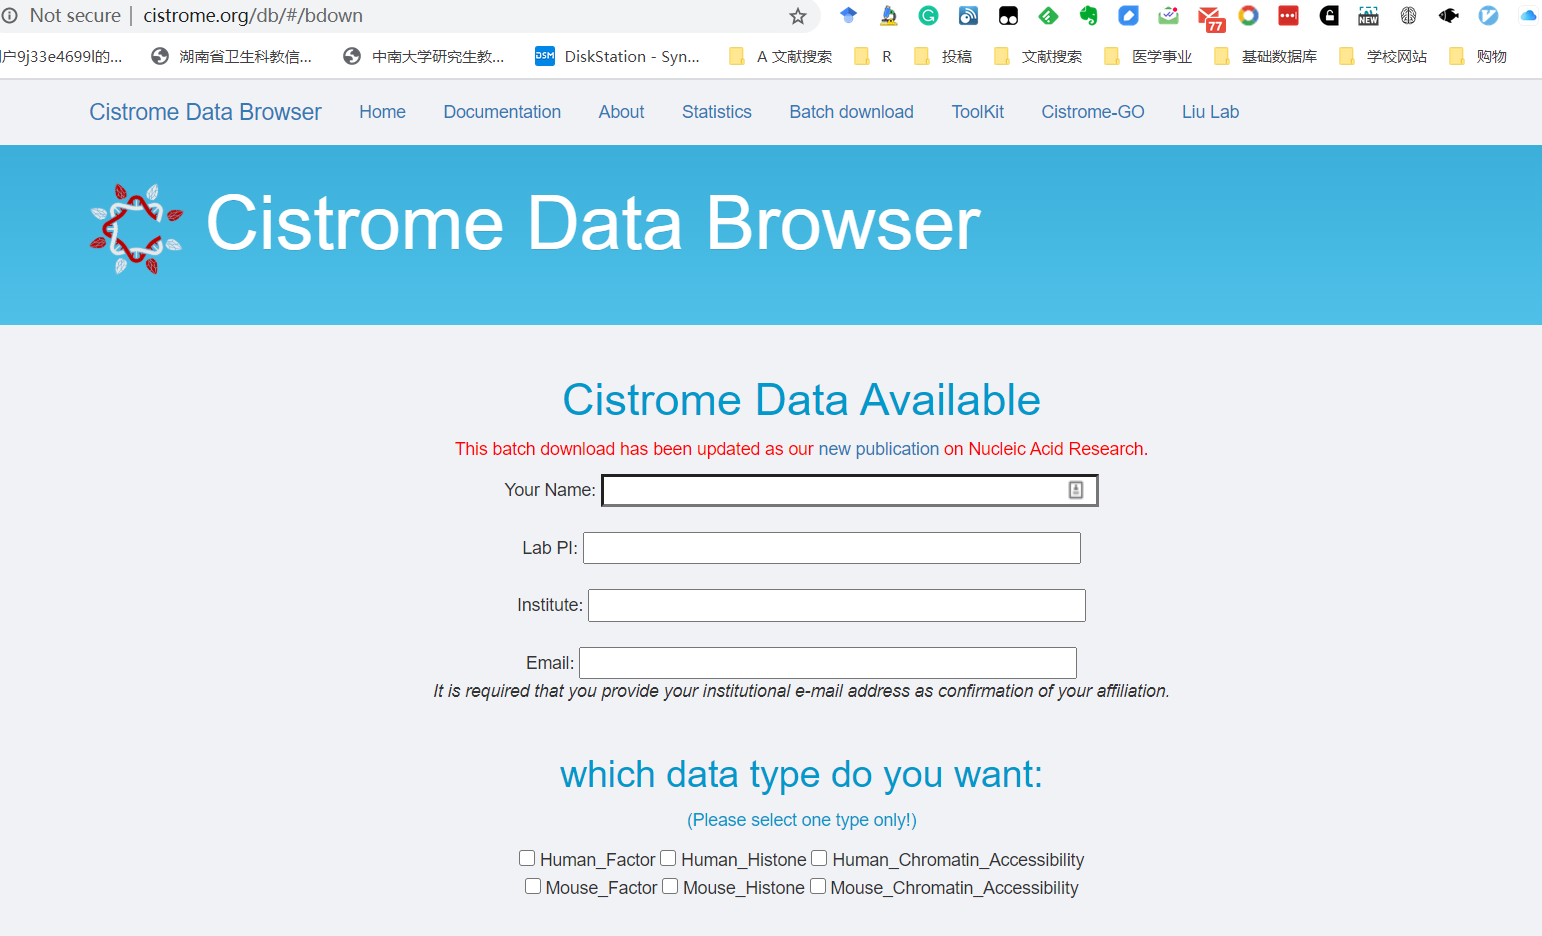 Not secure | cistrome.org/db/#/bdown
77
NEW
户9j33e4699l的... 湖南省卫生科教信... 中南大学研究生教... DSM DiskStation - Syn... A 文献搜索 R 投稿 文献搜索 医学事业 基础数据库 学校网站 购物
Cistrome Data Browser Home Documentation About Statistics Batch download ToolKit Cistrome-GO Liu Lab
Cistrome Data Browser
Cistrome Data Available
This batch download has been updated as our new publication on Nucleic Acid Research.
Your Name:
Lab PI:
Institute:
Email:
It is required that you provide your institutional e-mail address as confirmation of your affiliation.
which data type do you want:
(Please select one type only!)
Human_Factor Human_Histone Human_Chromatin_Accessibility
Mouse_Factor Mouse_Histone Mouse_Chromatin_Accessibility